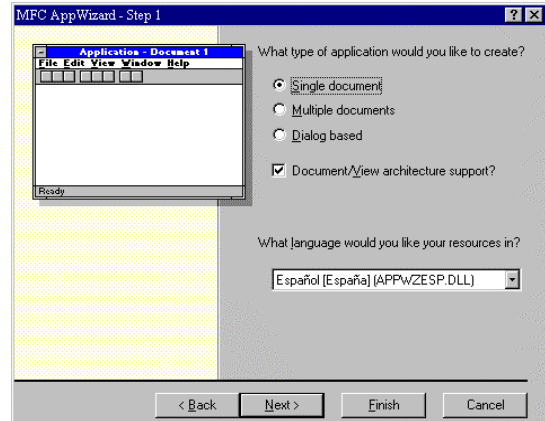 MFC AppWizard - Step 1
Application - Document 1
File Edit View Window Help
Ready
What type of application would you like to create?
Single document
Multiple documents
Dialog based
Document/View architecture support?
What language would you like your resources in?
Español [España] (APPWZESP.DLL)
< Back Next > Finish Cancel